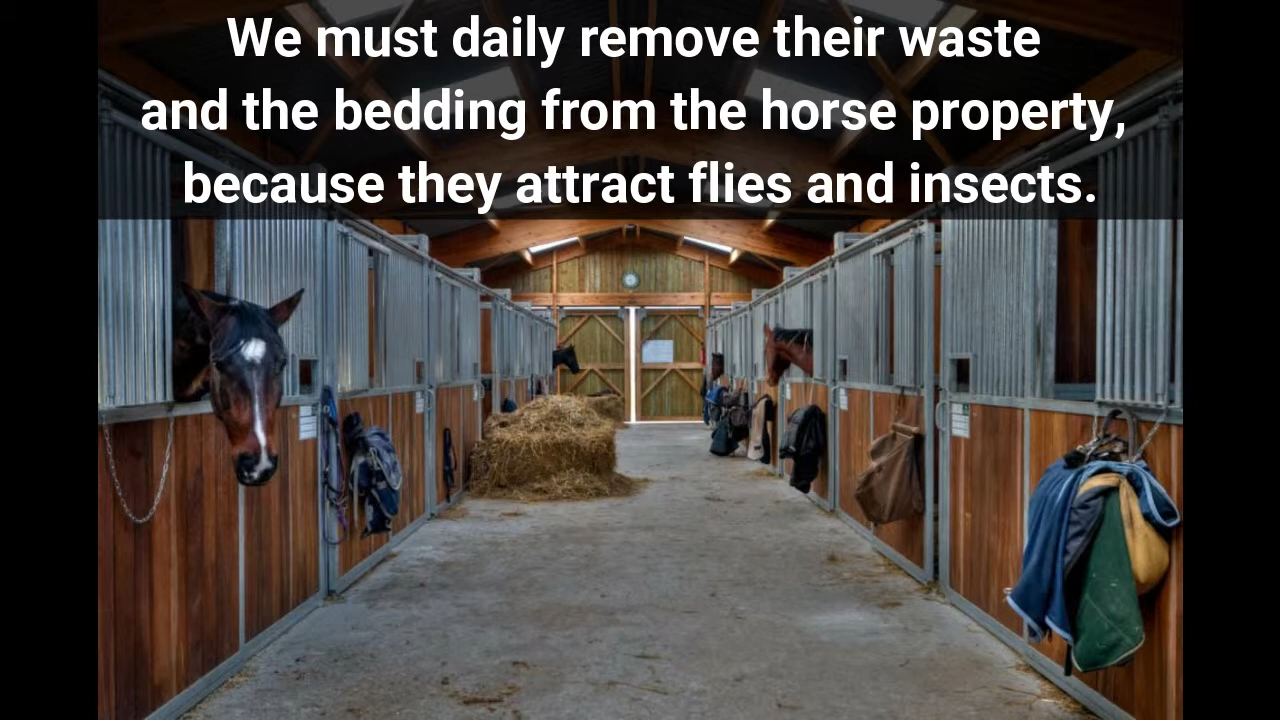 We must daily remove their waste
and the bedding from the horse property,
because they attract flies and insects.